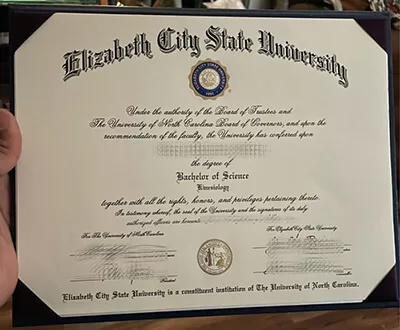 Elizabeth City State University
Under the authority of the Board of Trustees and
The University of North Carolina Board of Governors, and upon the
recommendation of the faculty, the University has conferred upon
the degree of
Bachelor of Science
Kinesiology
together with all the rights, honors, and privileges pertaining thereto.
In testimony whereof, the seal of the University and the signatures of its duly
authorized officers are hereunto
For The University of North Carolina
For Elizabeth City State University
President
Elizabeth City State University is a constituent institution of The University of North Carolina.